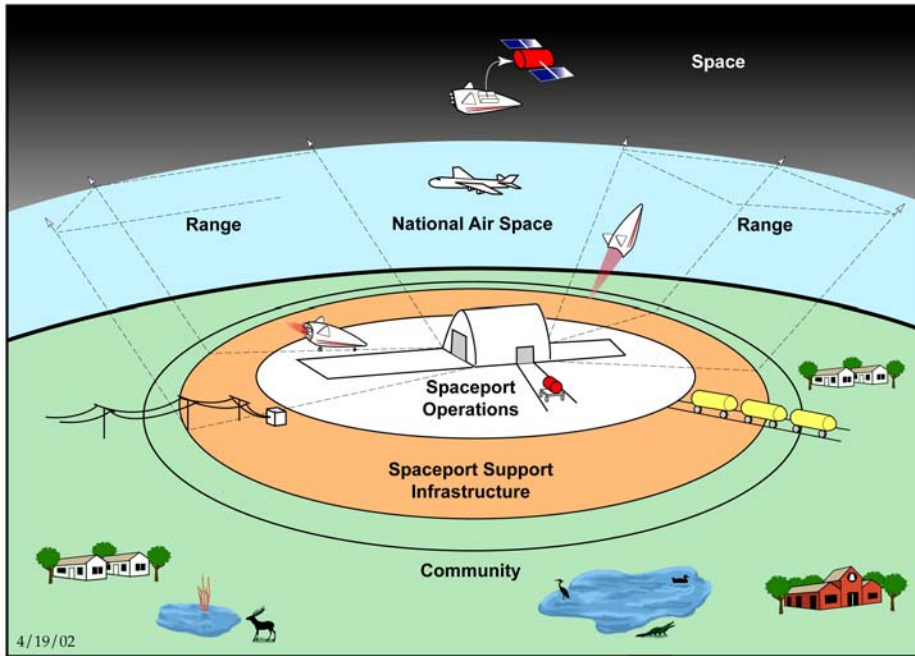 Space
Range
National Air Space
Range
Spaceport
Operations
Spaceport Support
Infrastructure
Community
4/19/02